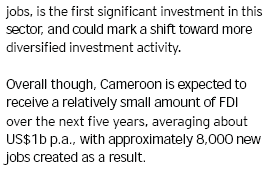 jobs, is the first significant investment in this
sector, and could mark a shift toward more
diversified investment activity.
Overall though, Cameroon is expected to
receive a relatively small amount of FDI
over the next five years, averaging about
US$1b p.a., with approximately 8,000 new
jobs created as a result.